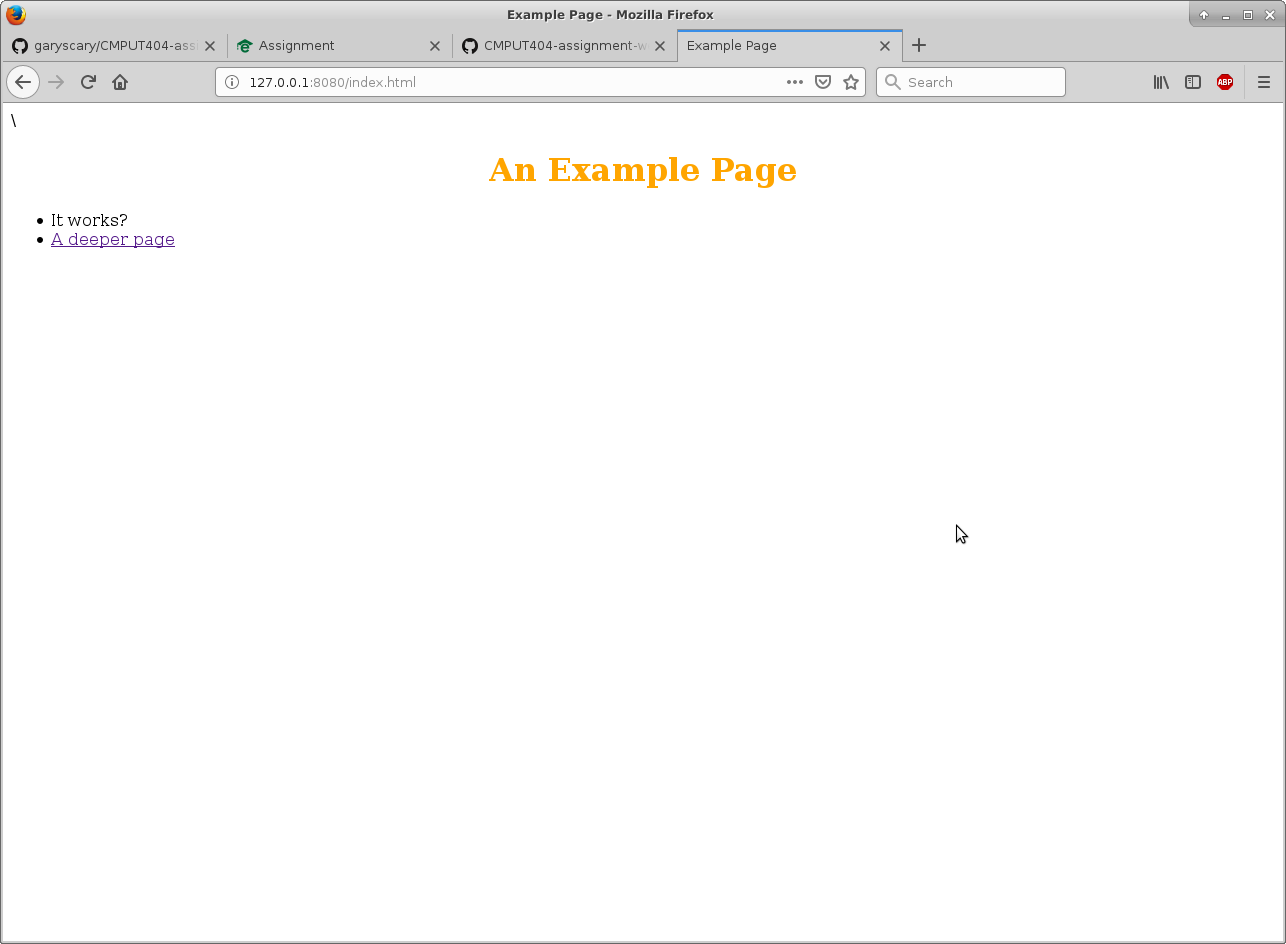 Example Page - Mozilla Firefox
garyscary/CMPUT404-assi
Assignment
CMPUT404-assignment-w
Example Page
127.0.0.1:8080/index.html
Search
ABP
\
An Example Page
It works?
A deeper page